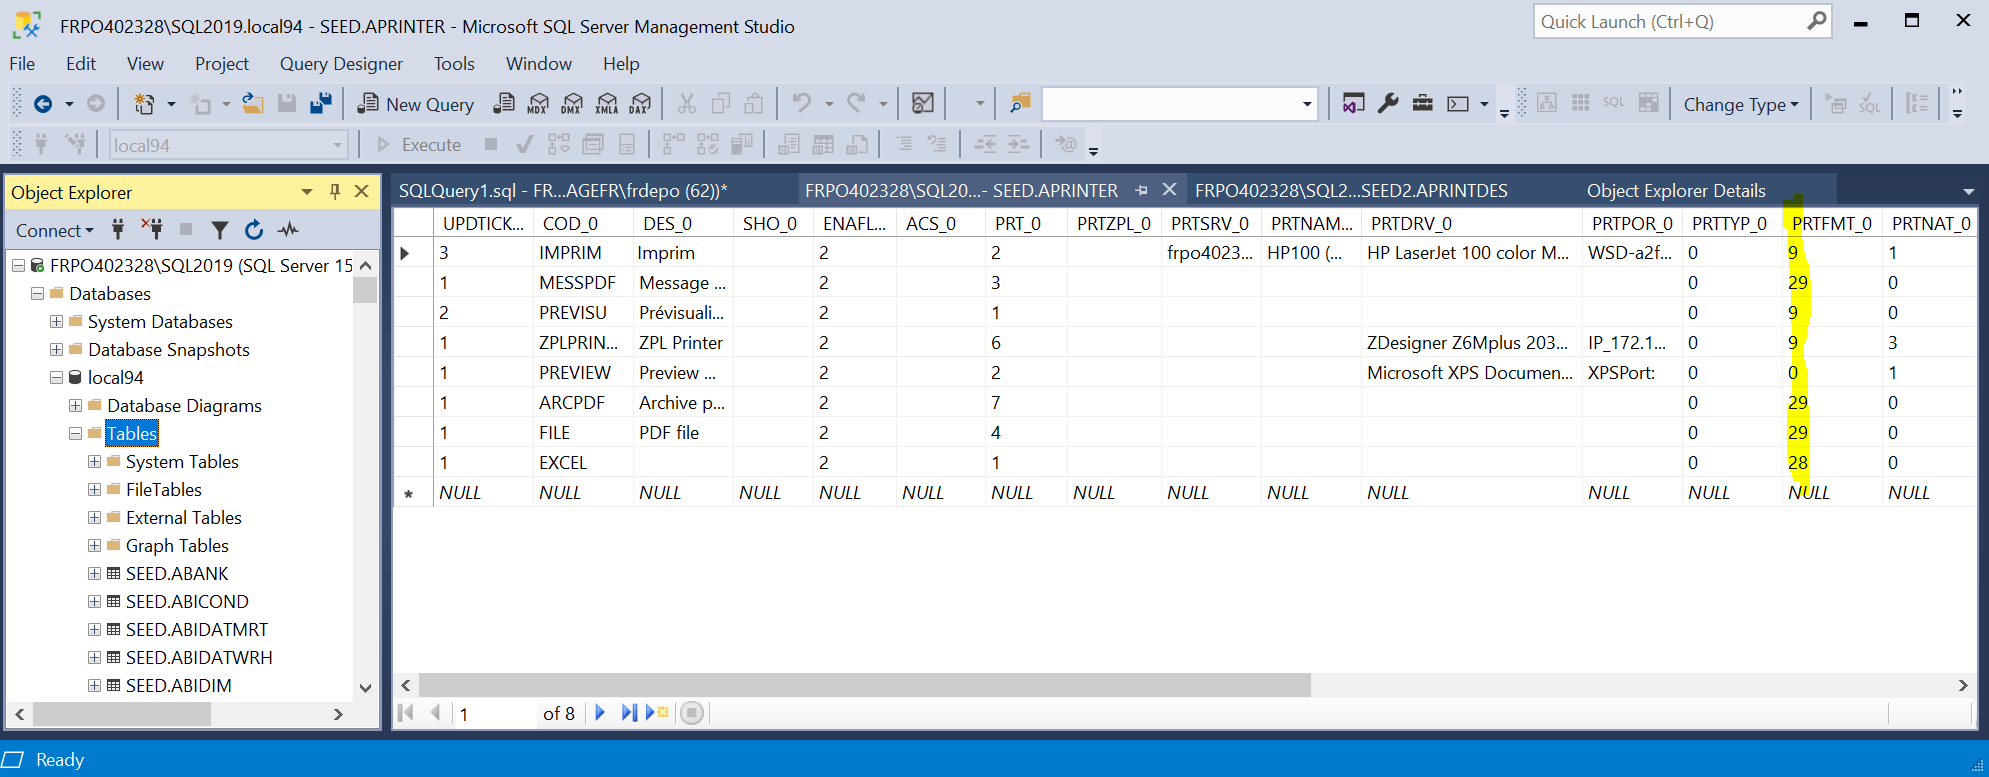 FRPO402328\SQL2019.local94 - SEED.APRINTER - Microsoft SQL Server Management Studio
Quick Launch (Ctrl+Q)
File Edit View Project Query Designer Tools Window Help
New Query MDX DMX XMLA DAX SQL Change Type SQL
local94 Execute
Object Explorer
Connect
FRPO402328\SQL2019 (SQL Server 15
Databases
System Databases
Database Snapshots
local94
Database Diagrams
Tables
System Tables
FileTables
External Tables
Graph Tables
SEED.ABANK
SEED.ABICOND
SEED.ABIDATMRT
SEED.ABIDATWRH
SEED.ABIDIM
SQLQuery1.sql - FR...AGEFR\frdepo (62))* FRPO402328\SQL20...- SEED.APRINTER FRPO402328\SQL2...SEED2.APRINTDES Object Explorer Details
UPDTICK... COD_0 DES_0 SHO_0 ENAFL... ACS_0 PRT_0 PRTZPL_0 PRTSRV_0 PRTNAM... PRTDRV_0 PRTPOR_0 PRTTYP_0 PRTFMT_0 PRTNAT_0
3 IMPRIM Imprim 2 2 frpo4023... HP100 (... HP LaserJet 100 color M... WSD-a2f... 0 9 1
1 MESSPDF Message ... 2 3 0 29 0
2 PREVISU Prévisuali... 2 1 0 9 0
1 ZPLPRIN... ZPL Printer 2 6 ZDesigner Z6Mplus 203... IP_172.1... 0 9 3
1 PREVIEW Preview ... 2 2 Microsoft XPS Documen... XPSPort: 0 0 1
1 ARCPDF Archive p... 2 7 0 29 0
1 FILE PDF file 2 4 0 29 0
1 EXCEL 2 1 0 28 0
NULL NULL NULL NULL NULL NULL NULL NULL NULL NULL NULL NULL NULL NULL NULL
1 of 8
Ready